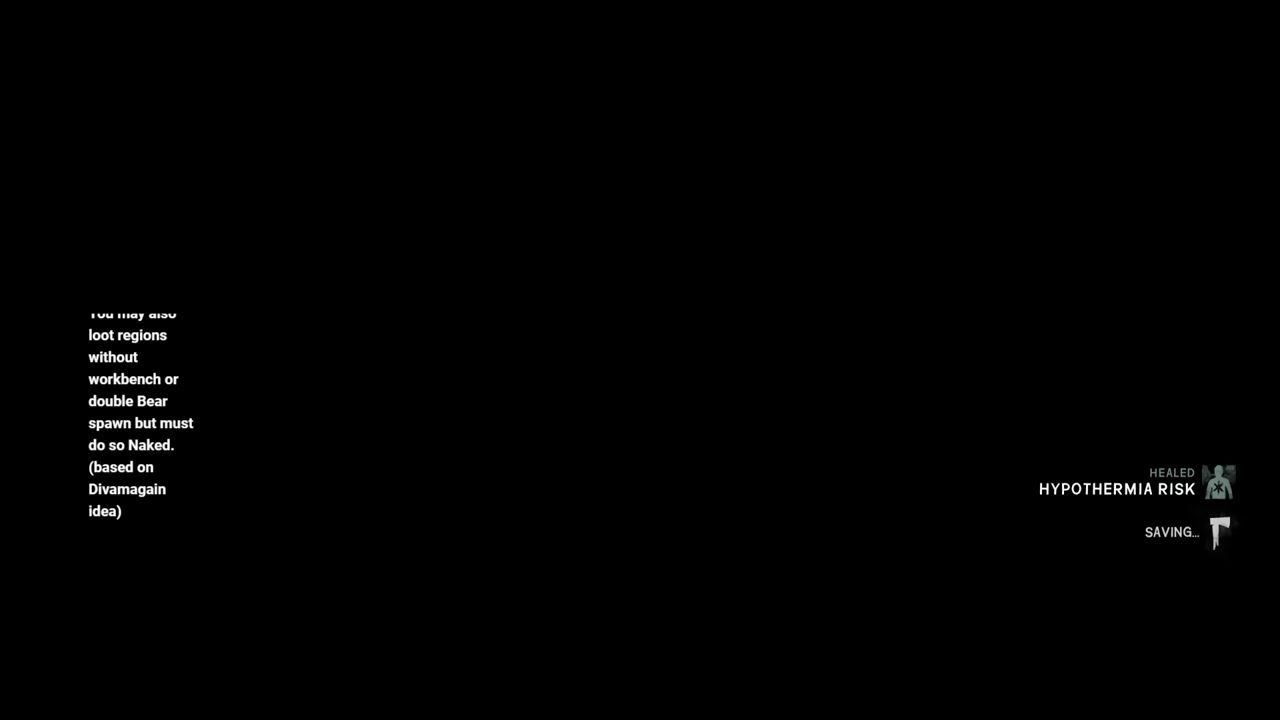 You may also
loot regions
without
workbench or
double Bear
spawn but must
do so Naked.
(based on
Divamagain
idea)
HEALED
HYPOTHERMIA RISK
SAVING...